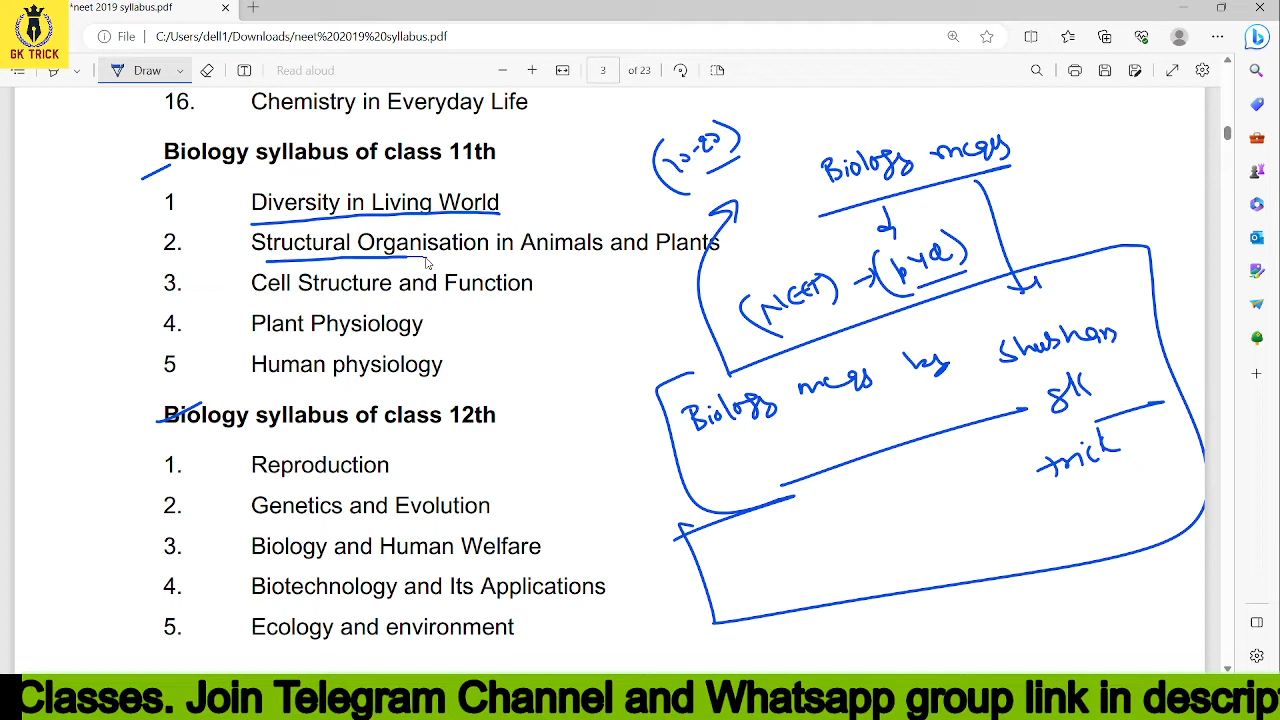 *neet 2019 syllabus.pdf
GK TRICK
File
C:/Users/dell1/Downloads/neet%202019%20syllabus.pdf
Draw
Read aloud
3
of 23
16. Chemistry in Everyday Life
Biology syllabus of class 11th
1 Diversity in Living World
2. Structural Organisation in Animals and Plants
3. Cell Structure and Function
4. Plant Physiology
5 Human physiology
Biology syllabus of class 12th
1. Reproduction
2. Genetics and Evolution
3. Biology and Human Welfare
4. Biotechnology and Its Applications
5. Ecology and environment
Biology mcqs
(NEET) → (PYQ)
Biology mcqs by
gk
trick
Classes. Join Telegram Channel and Whatsapp group link in descrip